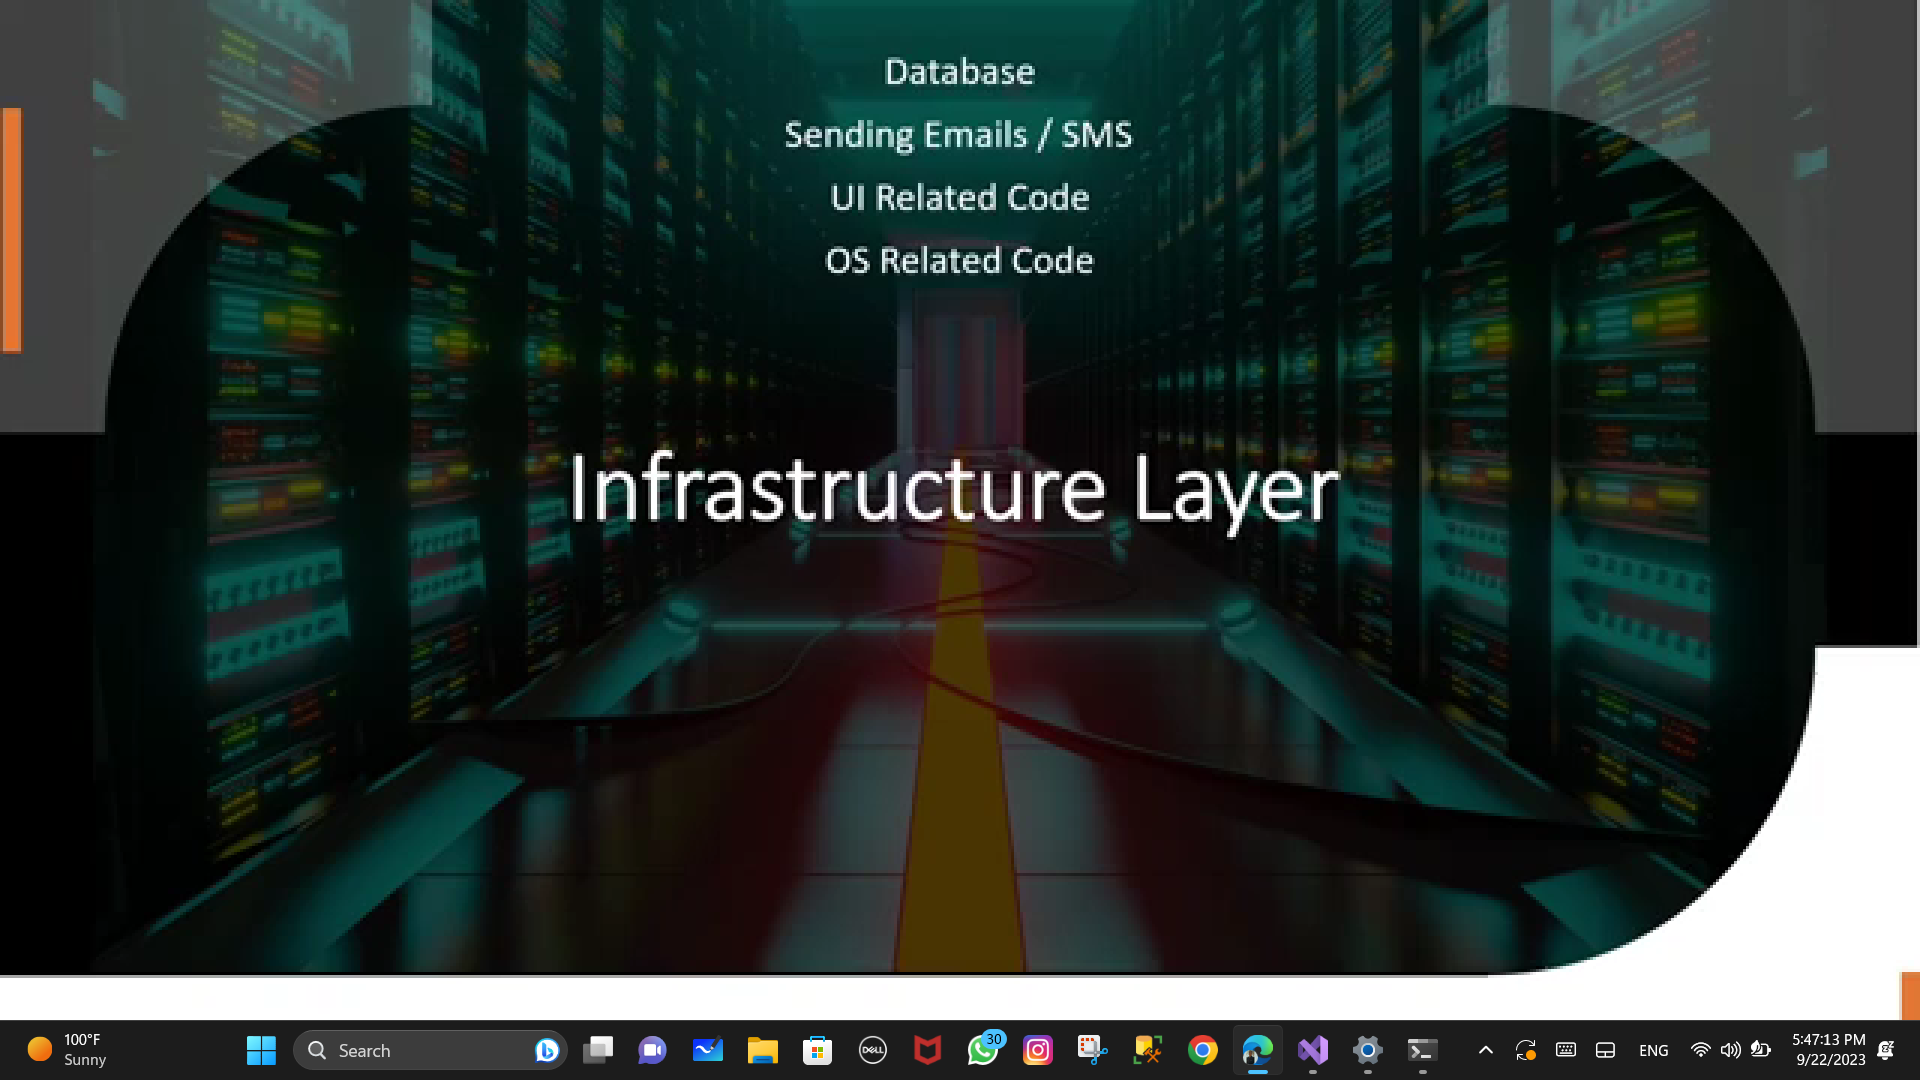 Database
Sending Emails / SMS
UI Related Code
OS Related Code
Infrastructure Layer
100°F
Sunny
Search
DELL
30
ENG
5:47:13 PM
9/22/2023